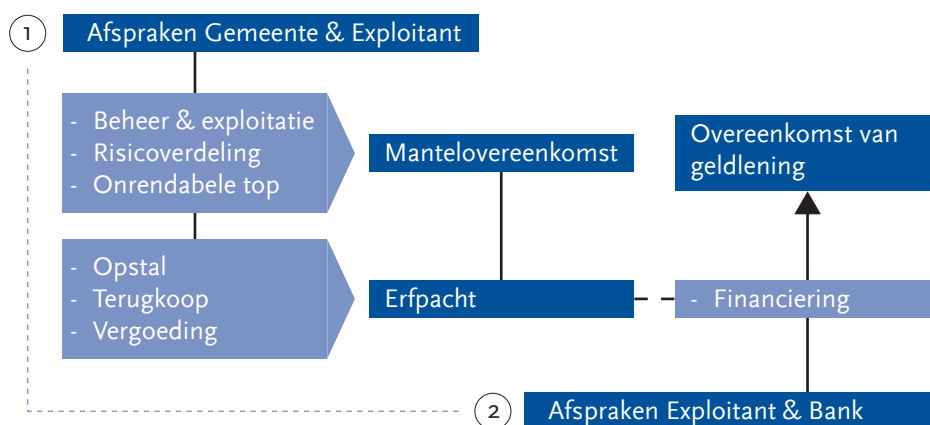 1
Afspraken Gemeente & Exploitant
- Beheer & exploitatie
- Risicoverdeling
- Onrendabele top
Mantelovereenkomst
Overeenkomst van
geldlening
- Opstal
- Terugkoop
- Vergoeding
Erfpacht
- Financiering
2
Afspraken Exploitant & Bank